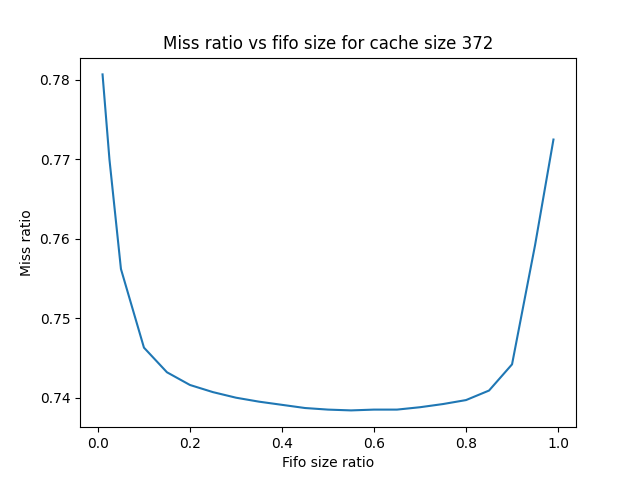 Miss ratio vs fifo size for cache size 372
0.78
0.77
0.76
0.75
0.74
Miss ratio
0.0 0.2 0.4 0.6 0.8 1.0
Fifo size ratio